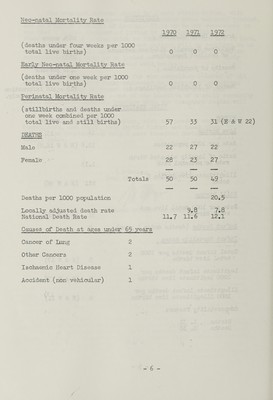 Neo-natal Mortality Rate
1970 1971 1972
(deaths under four weeks per 1000
total live births) 0 0 0
Early Neo-natal Mortality Rate
(deaths under one week per 1000
total live births) 0 0 0
Perinatal Mortality Rate
(stillbirths and deaths under
one week combined per 1000
total live and still births) 57 33 31 (E & W 22)
DEATHS
Male 22 27 22
Female 28 23 27
Totals 50 50 49
Deaths per 1000 population 20.5
Locally adjusted death rate 9.8 7.8
National Death Rate 11.7 11.6 12.1
Causes of Death at ages under 65 years
Cancer of Lung 2
Other Cancers 2
Ischaemic Heart Disease 1
Accident (non vehicular) 1
- 6 -